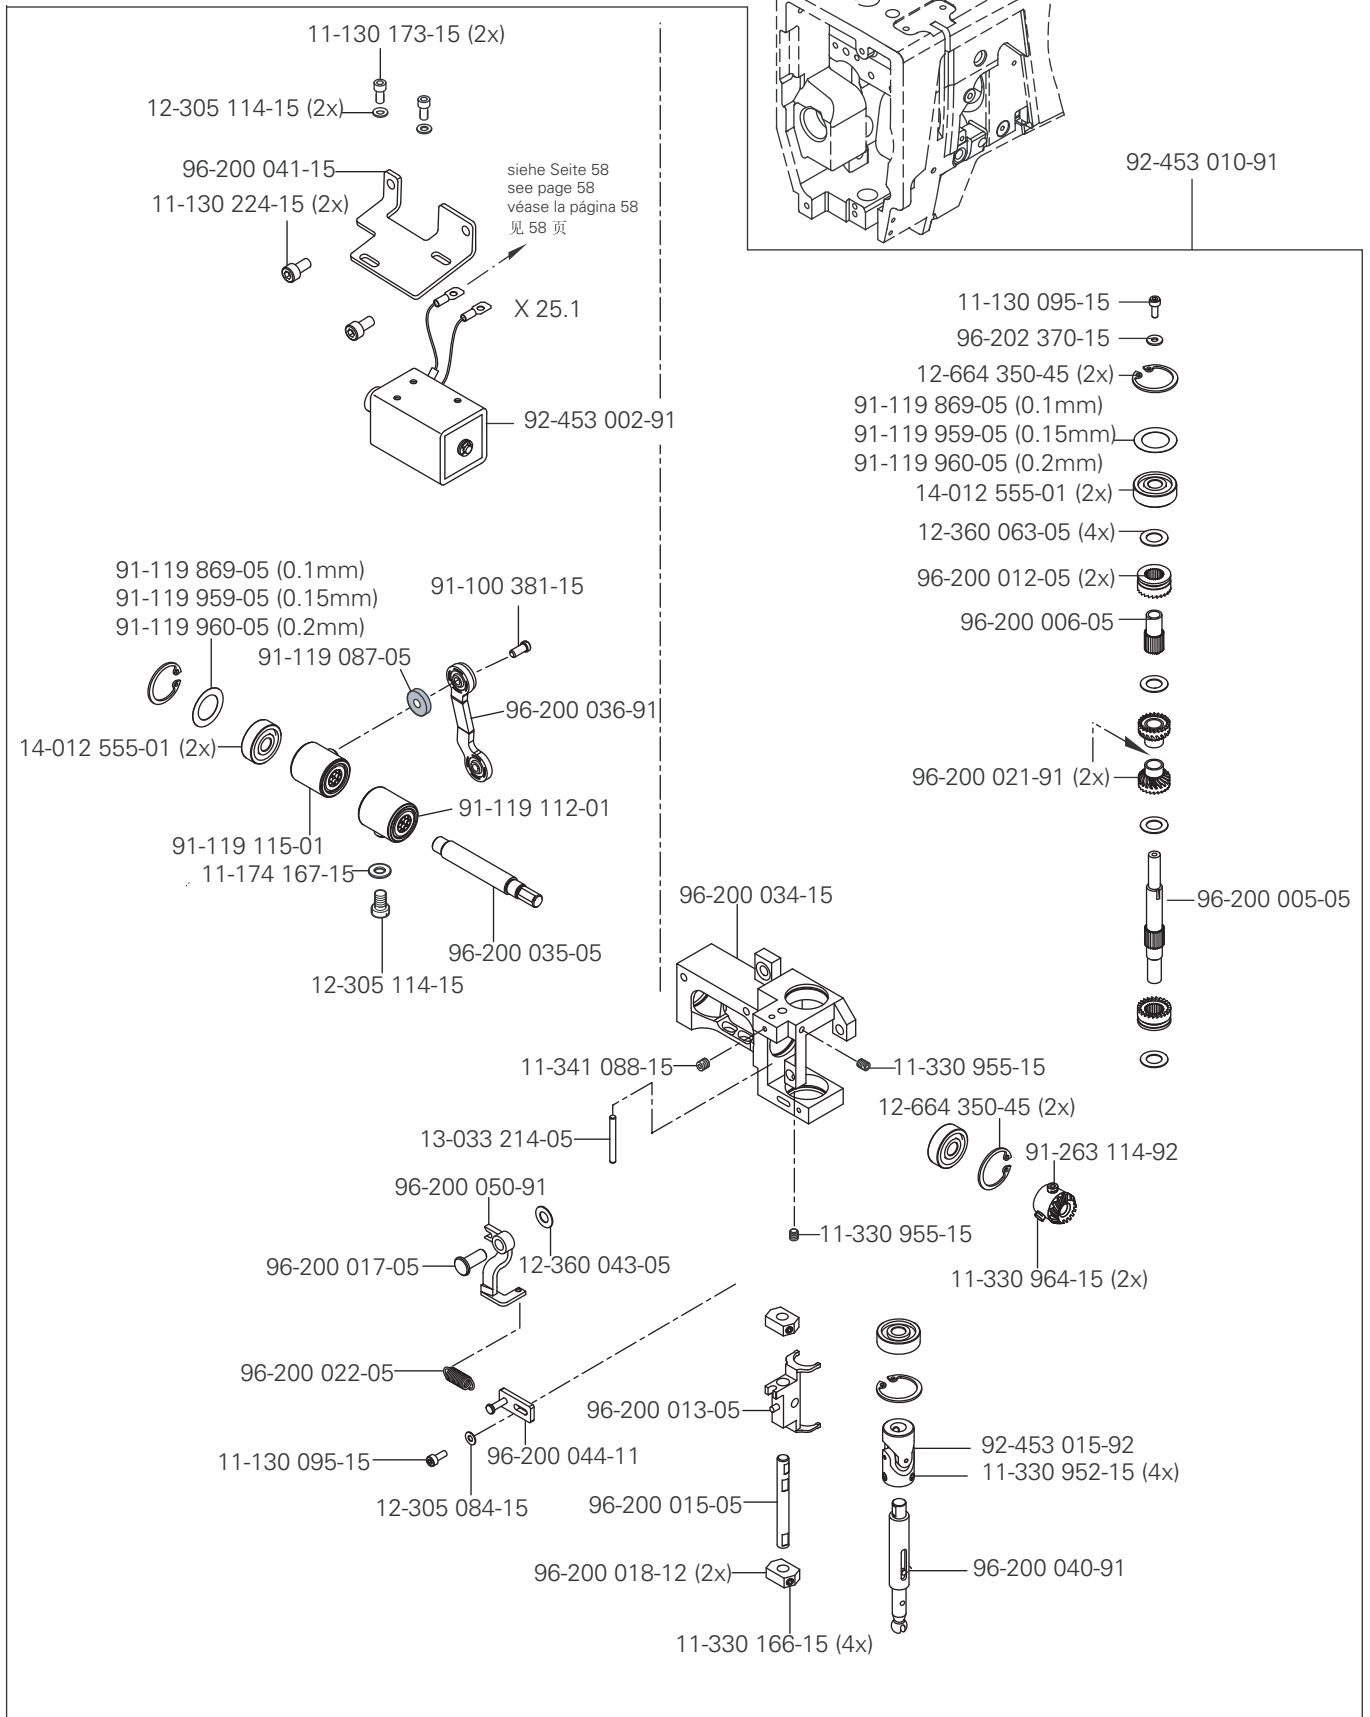 11-130 173-15 (2x)
12-305 114-15 (2x)
96-200 041-15
11-130 224-15 (2x)
siehe Seite 58
see page 58
véase la página 58
见 58 页
X 25.1
92-453 002-91
92-453 010-91
11-130 095-15
96-202 370-15
12-664 350-45 (2x)
91-119 869-05 (0.1mm)
91-119 959-05 (0.15mm)
91-119 960-05 (0.2mm)
14-012 555-01 (2x)
12-360 063-05 (4x)
96-200 012-05 (2x)
96-200 006-05
96-200 021-91 (2x)
96-200 005-05
91-119 869-05 (0.1mm)
91-119 959-05 (0.15mm)
91-119 960-05 (0.2mm)
91-100 381-15
91-119 087-05
96-200 036-91
14-012 555-01 (2x)
91-119 112-01
91-119 115-01
11-174 167-15
96-200 035-05
12-305 114-15
96-200 034-15
11-341 088-15
11-330 955-15
12-664 350-45 (2x)
13-033 214-05
91-263 114-92
96-200 050-91
11-330 955-15
96-200 017-05
12-360 043-05
11-330 964-15 (2x)
96-200 022-05
96-200 013-05
11-130 095-15
96-200 044-11
92-453 015-92
11-330 952-15 (4x)
12-305 084-15
96-200 015-05
96-200 018-12 (2x)
96-200 040-91
11-330 166-15 (4x)